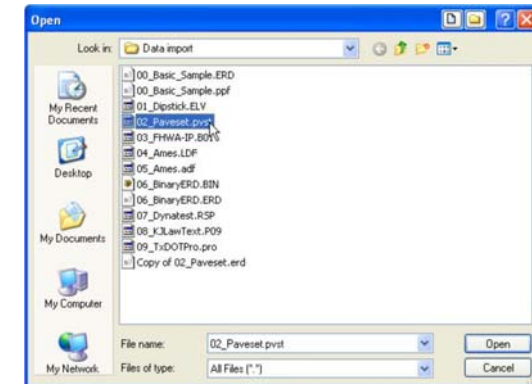 Open
Look in: Data import
My Recent Documents
Desktop
My Documents
My Computer
My Network
00_Basic_Sample.ERD
00_Basic_Sample.ppf
01_Dipstick.ELV
02_Paveset.pvst
03_FHWA-IP.B01
04_Ames.LDF
05_Ames.adf
06_BinaryERD.BIN
06_BinaryERD.ERD
07_Dynatest.RSP
08_KJLawText.P09
09_TxDOTPro.pro
Copy of 02_Paveset.erd
File name: 02_Paveset.pvst Open
Files of type: All Files (*.*) Cancel